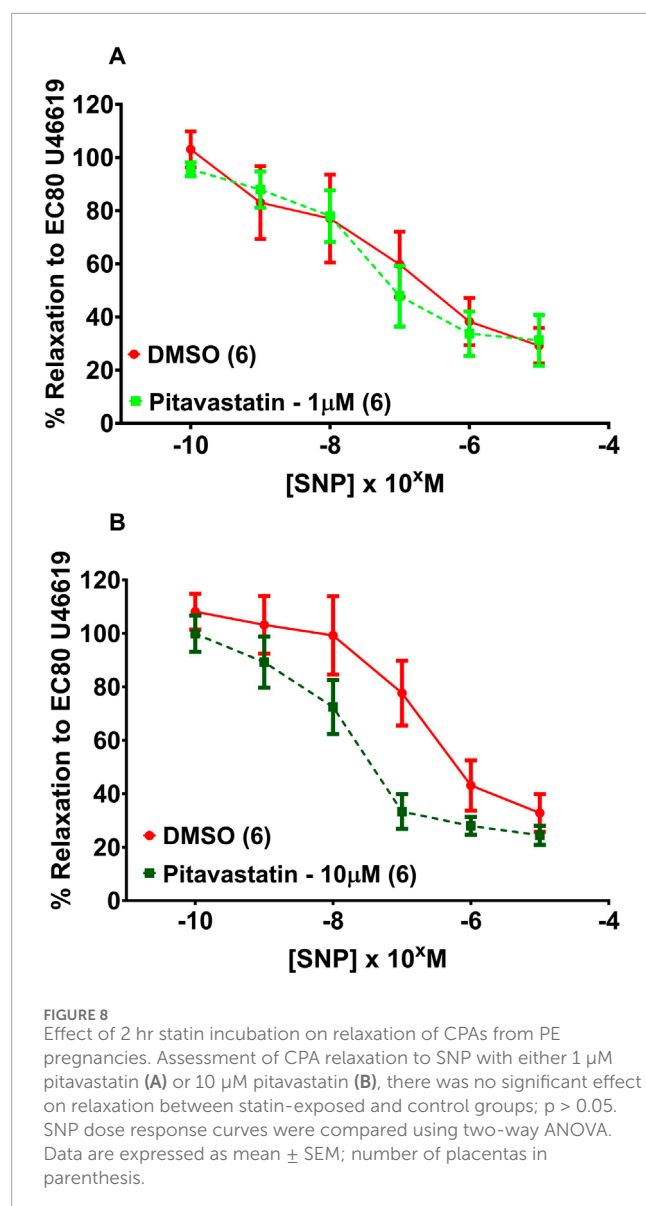 A
% Relaxation to EC80 U46619
120
100
80
60
40
20
0
DMSO (6)
Pitavastatin - 1μM (6)
-10
-8
-6
-4
[SNP] x 10ˣM
B
% Relaxation to EC80 U46619
120
100
80
60
40
20
0
DMSO (6)
Pitavastatin - 10μM (6)
-10
-8
-6
-4
[SNP] x 10ˣM
FIGURE 8
Effect of 2 hr statin incubation on relaxation of CPAs from PE
pregnancies. Assessment of CPA relaxation to SNP with either 1 μM
pitavastatin (A) or 10 μM pitavastatin (B), there was no significant effect
on relaxation between statin-exposed and control groups; p > 0.05.
SNP dose response curves were compared using two-way ANOVA.
Data are expressed as mean ± SEM; number of placentas in
parenthesis.